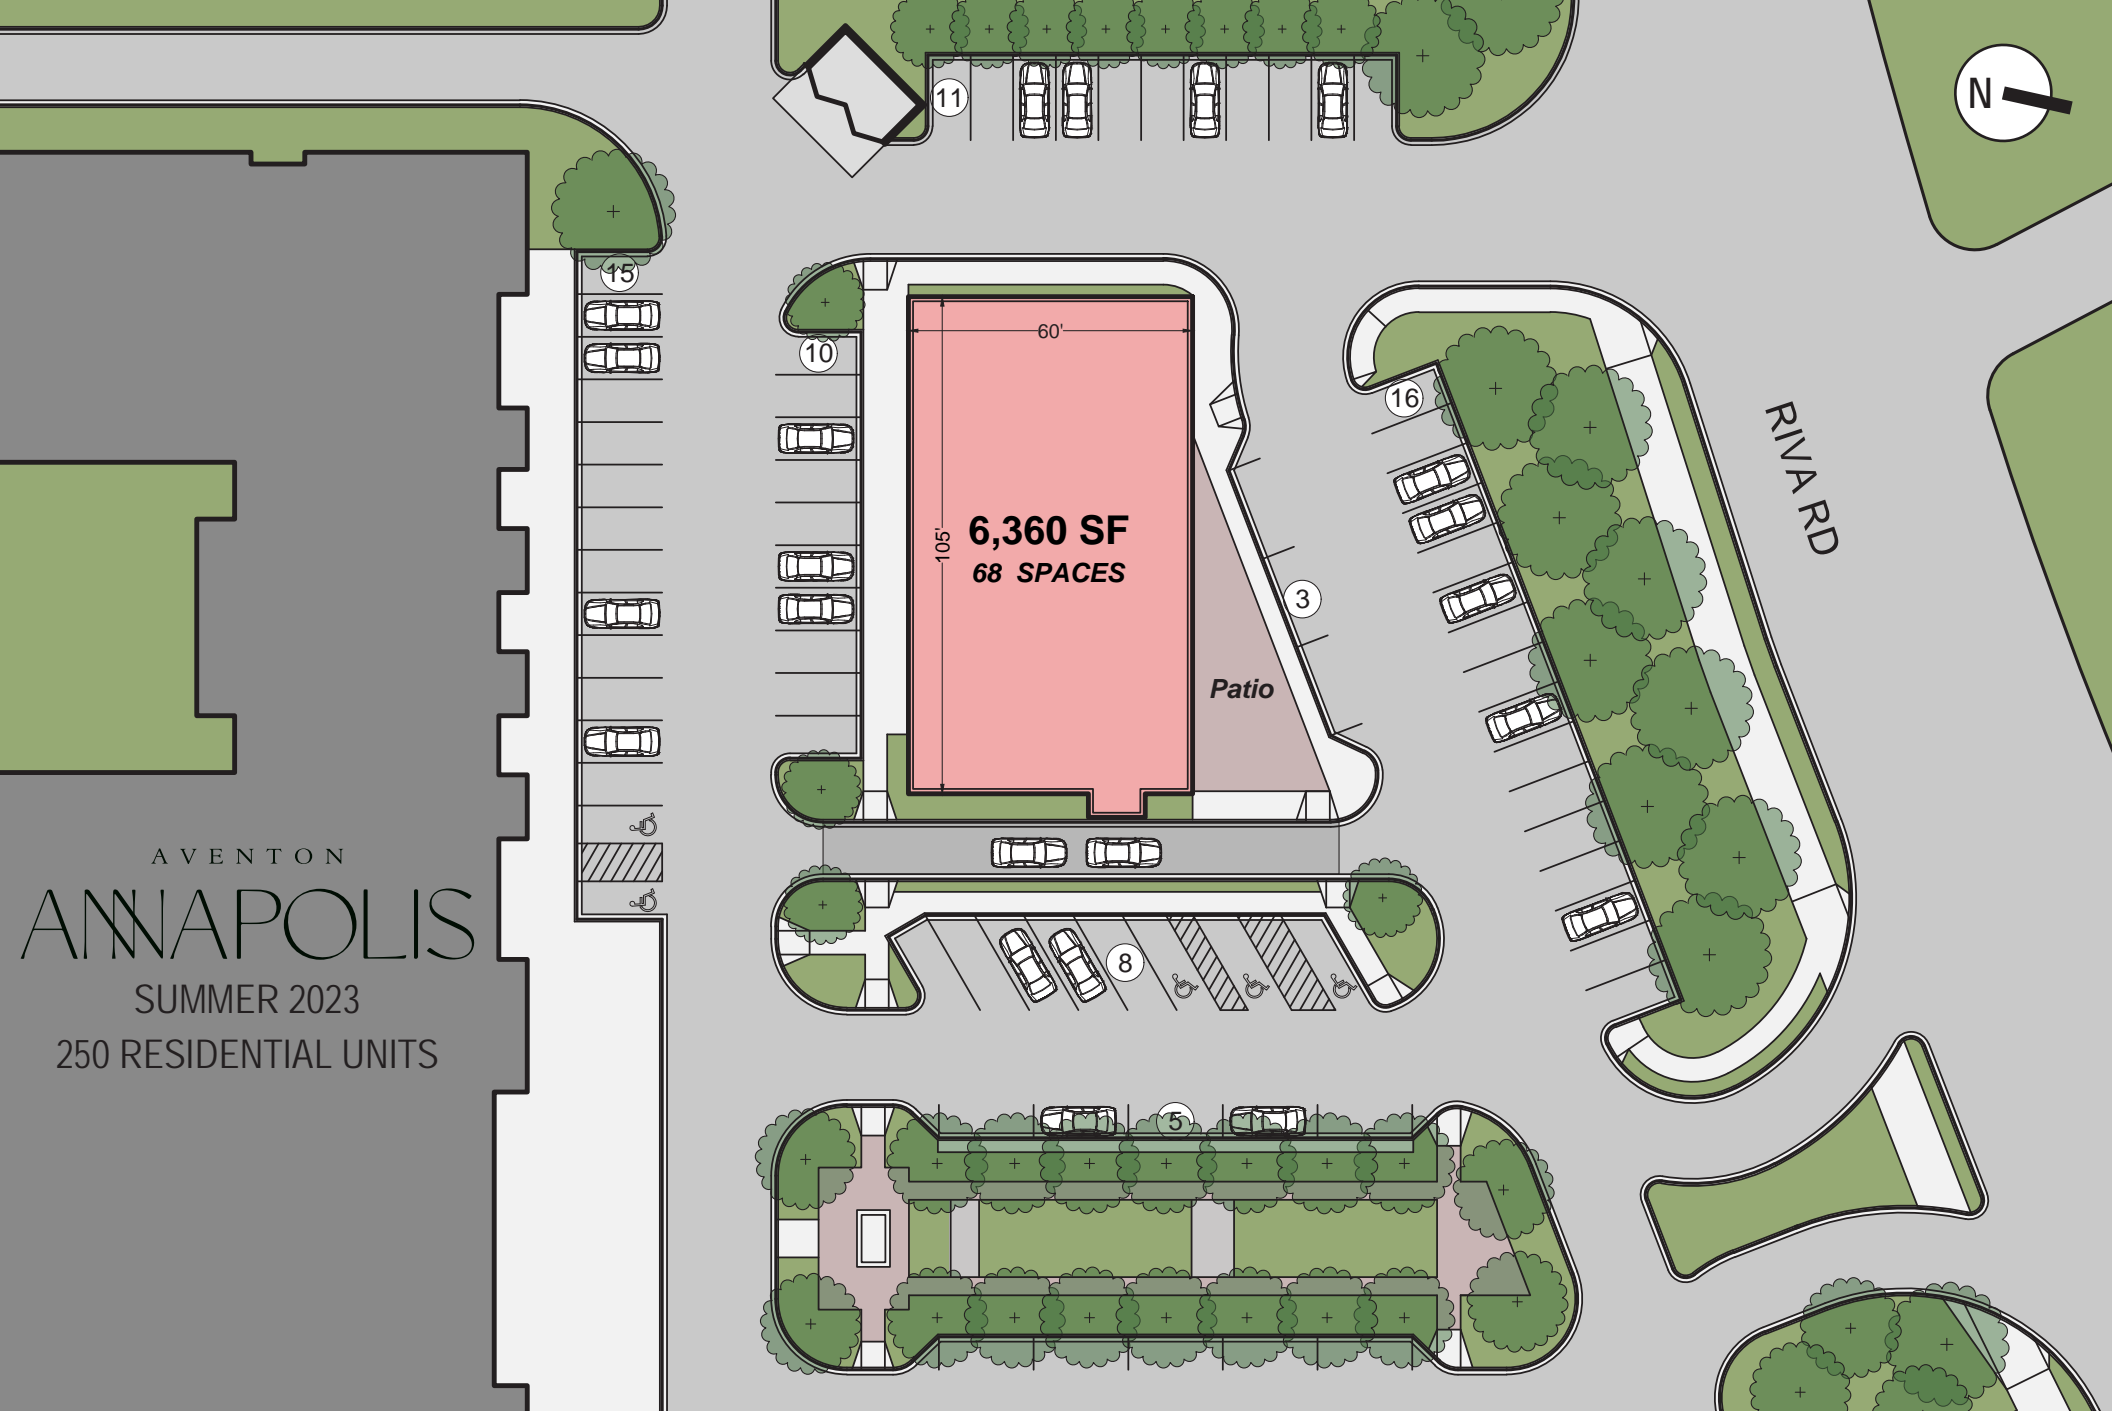 N
11
15
10
60'
16
RIVA RD
105'
6,360 SF
68 SPACES
3
Patio
AVENTON
ANNAPOLIS
SUMMER 2023
250 RESIDENTIAL UNITS
8
5